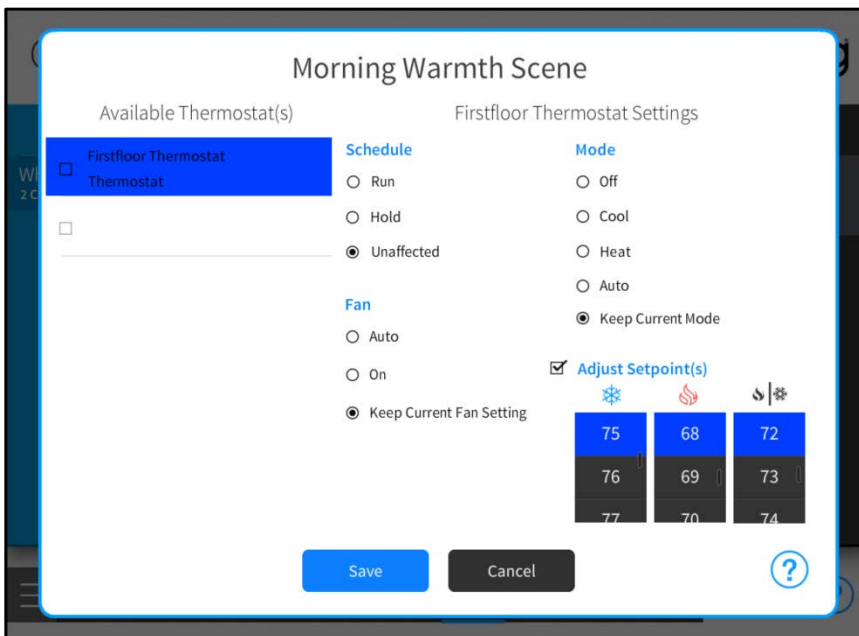 Morning Warmth Scene
Available Thermostat(s)
Firstfloor Thermostat Settings
Firstfloor Thermostat
Thermostat
Schedule
Run
Hold
Unaffected
Fan
Auto
On
Keep Current Fan Setting
Mode
Off
Cool
Heat
Auto
Keep Current Mode
Adjust Setpoint(s)
75 68 72
76 69 73
77 70 74
Save
Cancel
?
2 C